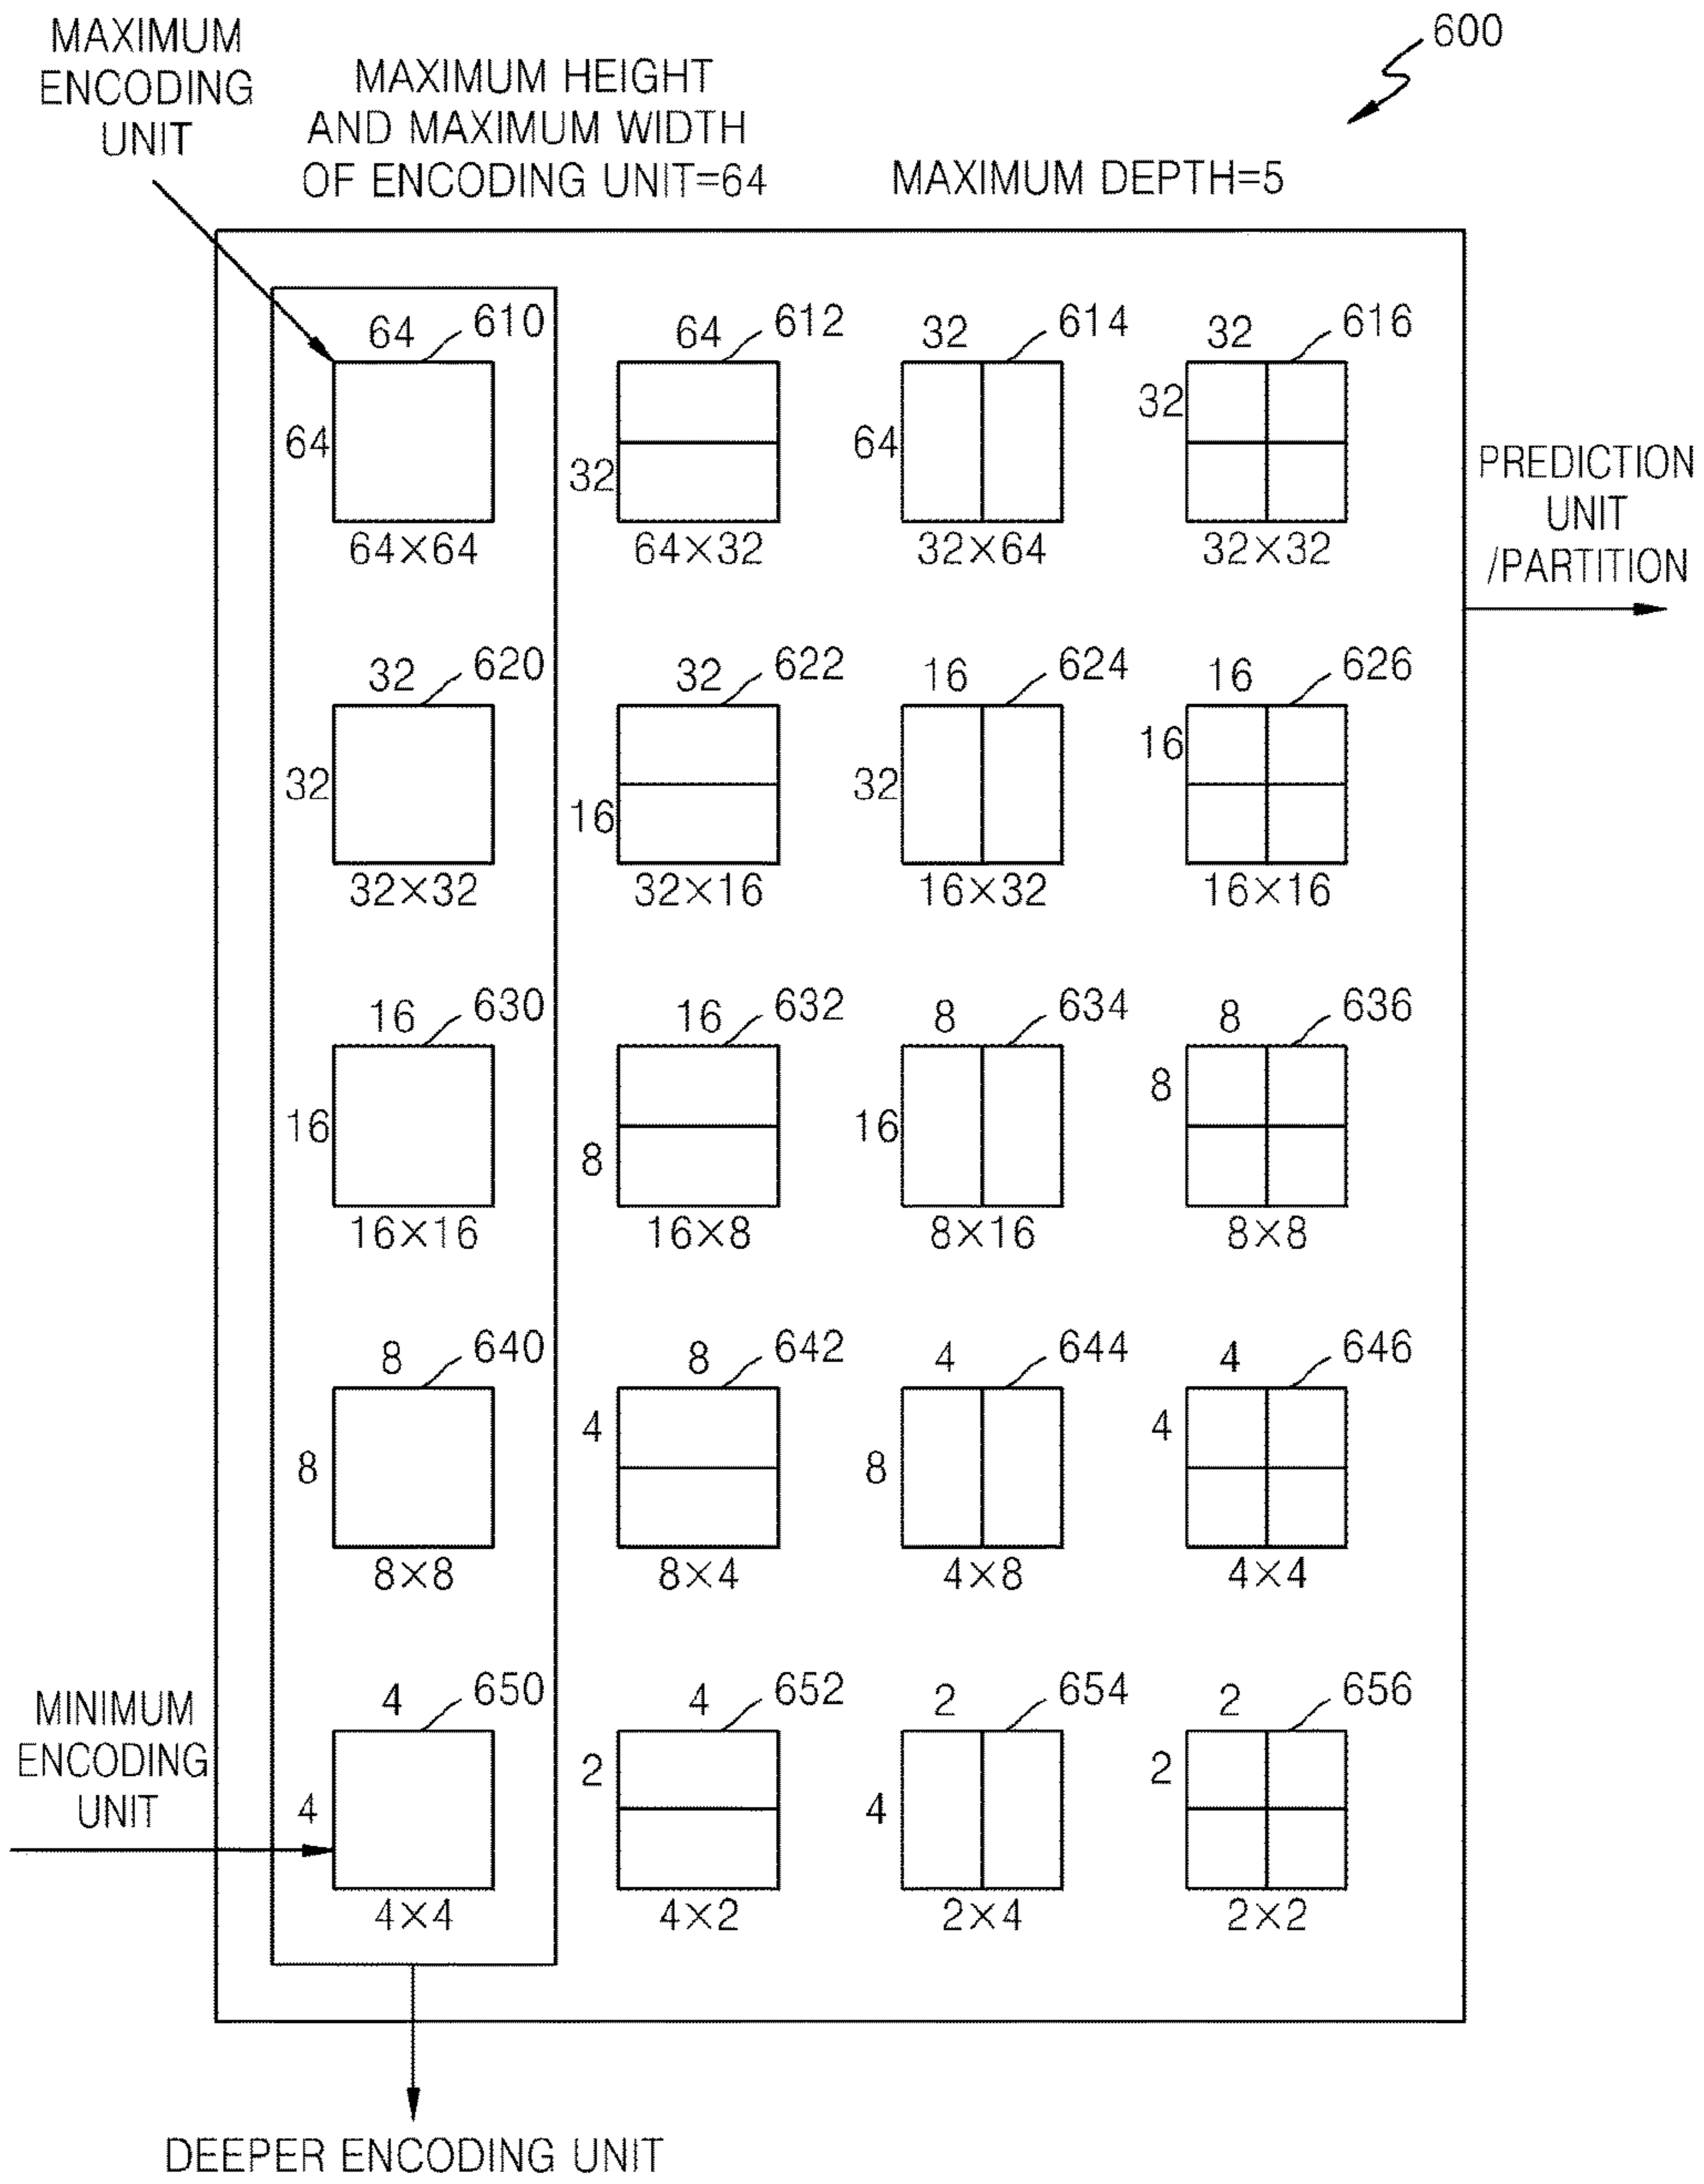 600
MAXIMUM
ENCODING
UNIT
MAXIMUM HEIGHT
AND MAXIMUM WIDTH
OF ENCODING UNIT=64
MAXIMUM DEPTH=5
64 610 64 612 32 614 32 616
64 32 64 32
64×64 64×32 32×64 32×32
PREDICTION
UNIT
/PARTITION
32 620 32 622 16 624 16 626
32 16 32 16
32×32 32×16 16×32 16×16
16 630 16 632 8 634 8 636
16 8 16 8
16×16 16×8 8×16 8×8
8 640 8 642 4 644 4 646
8 4 8 4
8×8 8×4 4×8 4×4
MINIMUM
ENCODING
UNIT
4 650 4 652 2 654 2 656
4 2 4 2
4×4 4×2 2×4 2×2
DEEPER ENCODING UNIT